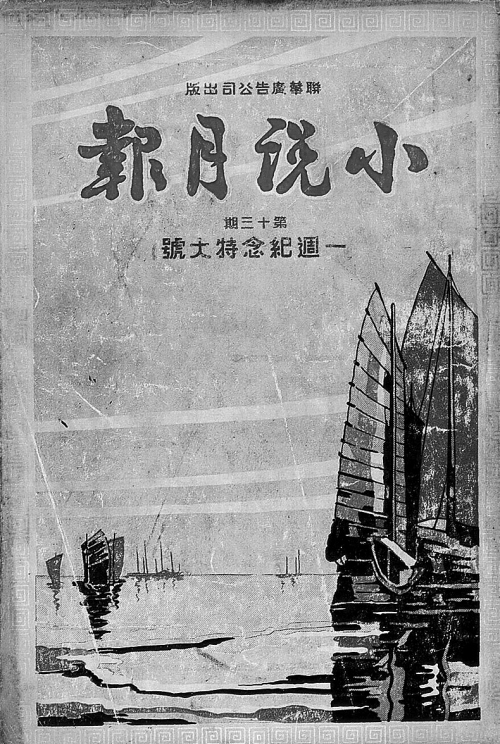 聯華廣告公司出版
小說月報
第十三期
一週紀念特大號